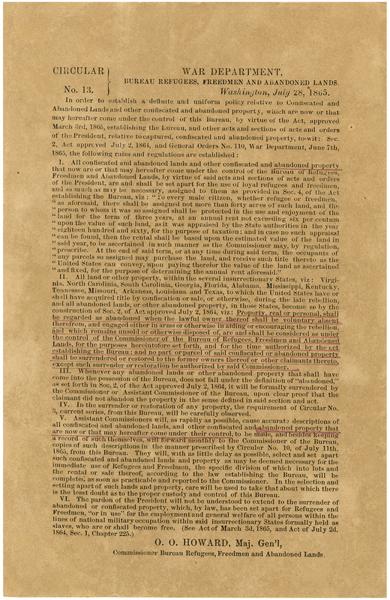 CIRCULAR
No. 13.
WAR DEPARTMENT,
BUREAU REFUGEES, FREEDMEN AND ABANDONED LANDS.
Washington, July 28, 1865.
In order to establish a definite and uniform policy relative to Confiscated and
Abandoned Lands and other confiscated and abandoned property, which are now or that
may hereafter come under the control of this Bureau, by virtue of the Act, approved
March 3rd, 1865, establishing the Bureau, and other acts and sections of acts and orders
of the President, relative to captured, confiscated and abandoned property, to-wit: Sec.
2, Act approved July 2, 1864, and General Orders No. 110, War Department, June 7th,
1865, the following rules and regulations are established:
I. All confiscated and abandoned lands and other confiscated and abandoned property
that now are or that may hereafter come under the control of the Bureau of Refugees,
Freedmen and Abandoned Lands, by virtue of said acts and sections of acts and orders
of the President, are and shall be set apart for the use of loyal refugees and freedmen,
and so much as may be necessary, assigned to them as provided in Sec. 4, of the Act
establishing the Bureau, viz: "To every male citizen, whether refugee or freedman,
"as aforesaid, there shall be assigned not more than forty acres of such land, and the
"person to whom it was so assigned shall be protected in the use and enjoyment of the
"land for the term of three years, at an annual rent not exceeding six per centum
"upon the value of such land, as it was appraised by the State authorities in the year
"eighteen hundred and sixty, for the purpose of taxation; and in case no such appraisal
"can be found, then the rental shall be based upon the estimated value of the land in
"said year, to be ascertained in such manner as the Commissioner may, by regulation,
"prescribe. At the end of said term, or at any time during said term, the occupants of
"any parcels so assigned may purchase the land, and receive such title thereto as the
"United States can convey, upon paying therefor the value of the land as ascertained
"and fixed, for the purpose of determining the annual rent aforesaid."
II. All land or other property, within the several insurrectionary States, viz: Virgi-
nia, North Carolina, South Carolina, Georgia, Florida, Alabama, Mississippi, Kentucky,
Tennessee, Missouri, Arkansas, Louisiana and Texas, to which the United States have or
shall have acquired title by confiscation or sale, or otherwise, during the late rebellion,
and all abandoned lands, or other abandoned property, in those States, become so by the
construction of Sec. 2, of Act approved July 2, 1864, viz: Property, real or personal, shall
be regarded as abandoned when the lawful owner thereof shall be voluntarily absent
therefrom, and engaged either in arms or otherwise in aiding or encouraging the rebellion,
and which remains unsold or otherwise disposed of, are and shall be considered as under
the control of the Commissioner of the Bureau of Refugees, Freedmen and Abandoned
Lands, for the purposes hereintofore set forth, and for the time authorized by the act
establishing the Bureau; and no part or parcel of said confiscated or abandoned property
shall be surrendered or restored to the former owners thereof or other claimants thereto,
except such surrender or restoration be authorized by said Commissioner.
III. Whenever any abandoned lands or other abandoned property that shall have
come into the possession of the Bureau, does not fall under the definition of "abandoned,"
as set forth in Sec. 2, of the Act approved July 2, 1864, it will be formally surrendered by
the Commissioner or Assistant Commissioner of the Bureau, upon clear proof that the
claimant did not abandon the property in the sense defined in said section and act.
IV. In the surrender or restoration of any property, the requirement of Circular No.
3, current series, from this Bureau, will be carefully observed.
V. Assistant Commissioners will, as rapidly as possible, cause accurate descriptions of
all confiscated and abandoned lands, and other confiscated and abandoned property that
are now or that may hereafter come under their control, to be made, and besides keeping
a record of such themselves, will forward monthly to the Commissioner of the Bureau
copies of such descriptions in the manner prescribed by Circular No. 10, of July 11th,
1865, from this Bureau. They will, with as little delay as possible, select and set apart
such confiscated and abandoned lands and property as may be deemed necessary for the
immediate use of Refugees and Freedmen, the specific division of which into lots and
the rental or sale thereof, according to the law establishing the Bureau, will be
completed, as soon as practicable and reported to the Commissioner. In the selection and
setting apart of such lands and property, care will be used to take that about which there
is the least doubt as to the proper custody and control of this Bureau.
VI. The pardon of the President will not be understood to extend to the surrender of
abandoned or confiscated property, which, by law, has been set apart for Refugees and
Freedmen, "or in use" for the employment and general welfare of all persons within the
lines of national military occupation within said insurrectionary States formally held as
slaves, who are or shall become free. (See Act of March 3d, 1865, and Act of July 2d,
1864, Sec. 1, Chapter 225.)
O. O. HOWARD, Maj. Gen'l,
Commissioner Bureau Refugees, Freedmen and Abandoned Lands.